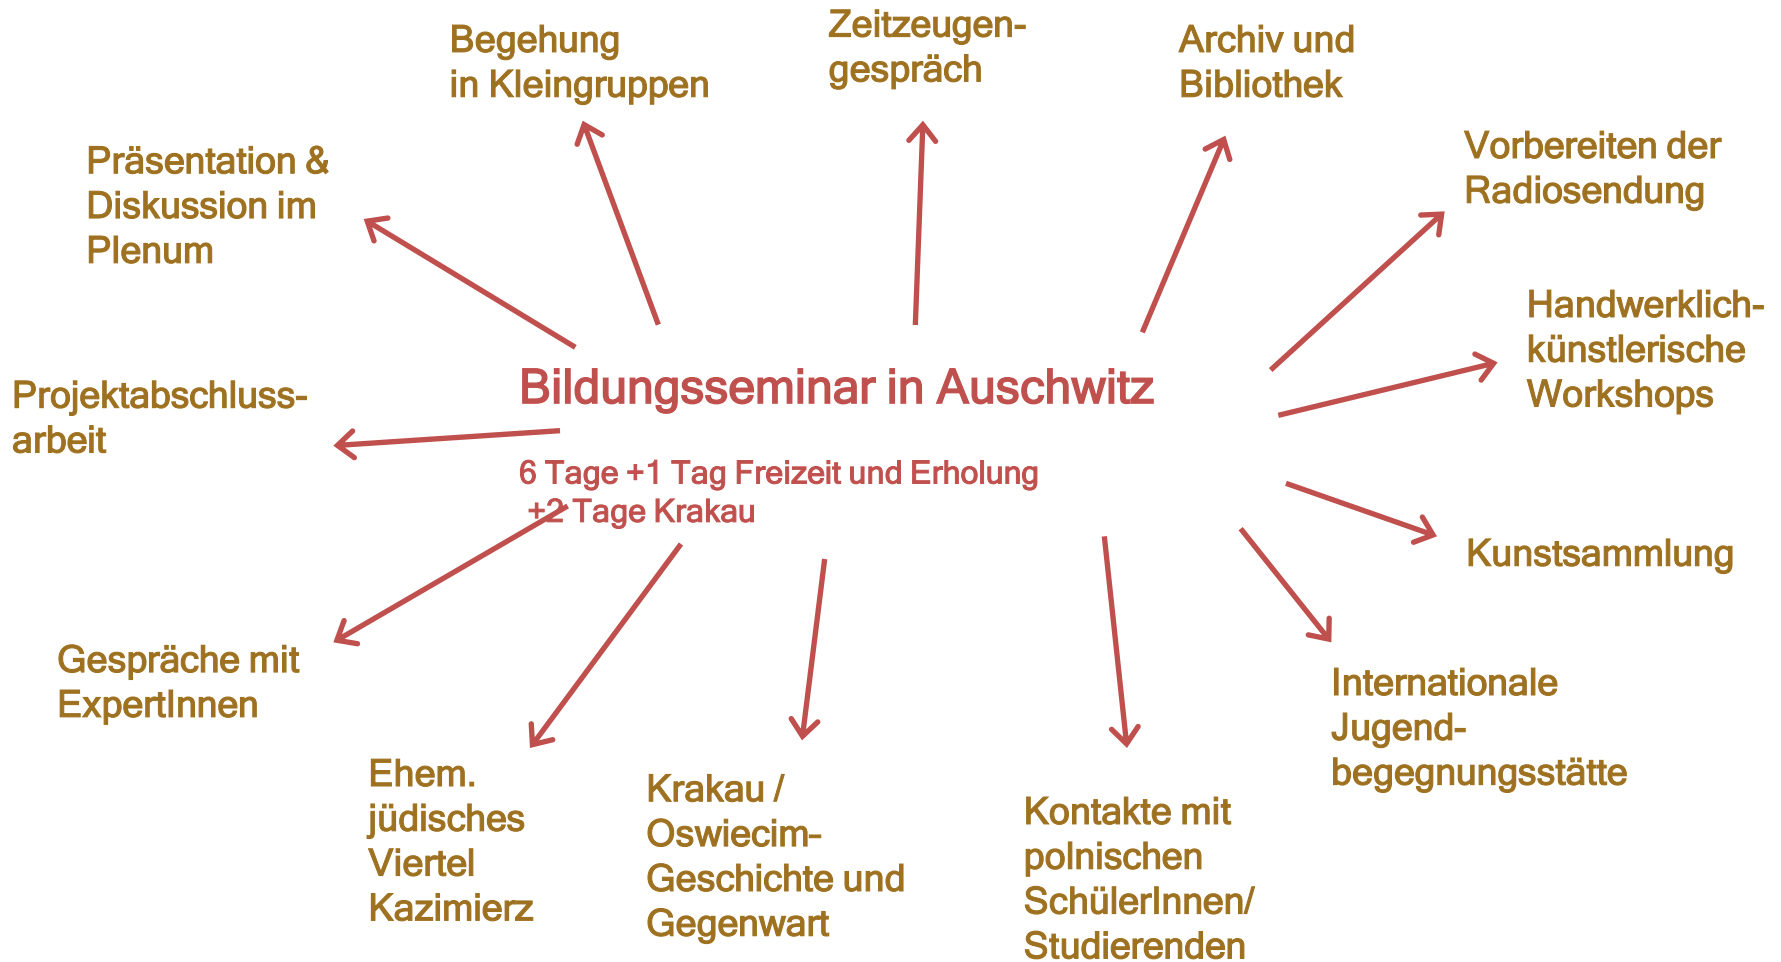 Begehung
in Kleingruppen
Zeitzeugen-
gespräch
Archiv und
Bibliothek
Präsentation &
Diskussion im
Plenum
Vorbereiten der
Radiosendung
Handwerklich-
künstlerische
Workshops
Projektabschluss-
arbeit
Bildungsseminar in Auschwitz
6 Tage +1 Tag Freizeit und Erholung
+2 Tage Krakau
Kunstsammlung
Gespräche mit
ExpertInnen
Internationale
Jugend-
begegnungsstätte
Ehem.
jüdisches
Viertel
Kazimierz
Krakau /
Oswiecim-
Geschichte und
Gegenwart
Kontakte mit
polnischen
SchülerInnen/
Studierenden